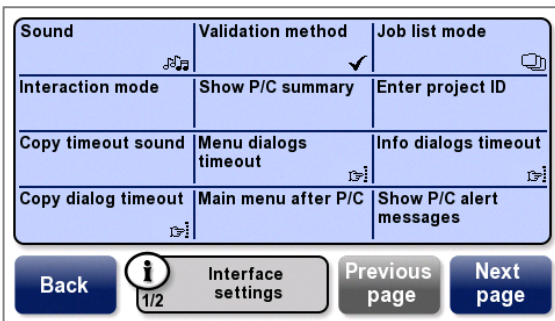 Sound
Validation method
Job list mode
Interaction mode
Show P/C summary
Enter project ID
Copy timeout sound
Menu dialogs
timeout
Info dialogs timeout
Copy dialog timeout
Main menu after P/C
Show P/C alert
messages
Back
i
1/2
Interface
settings
Previous
page
Next
page